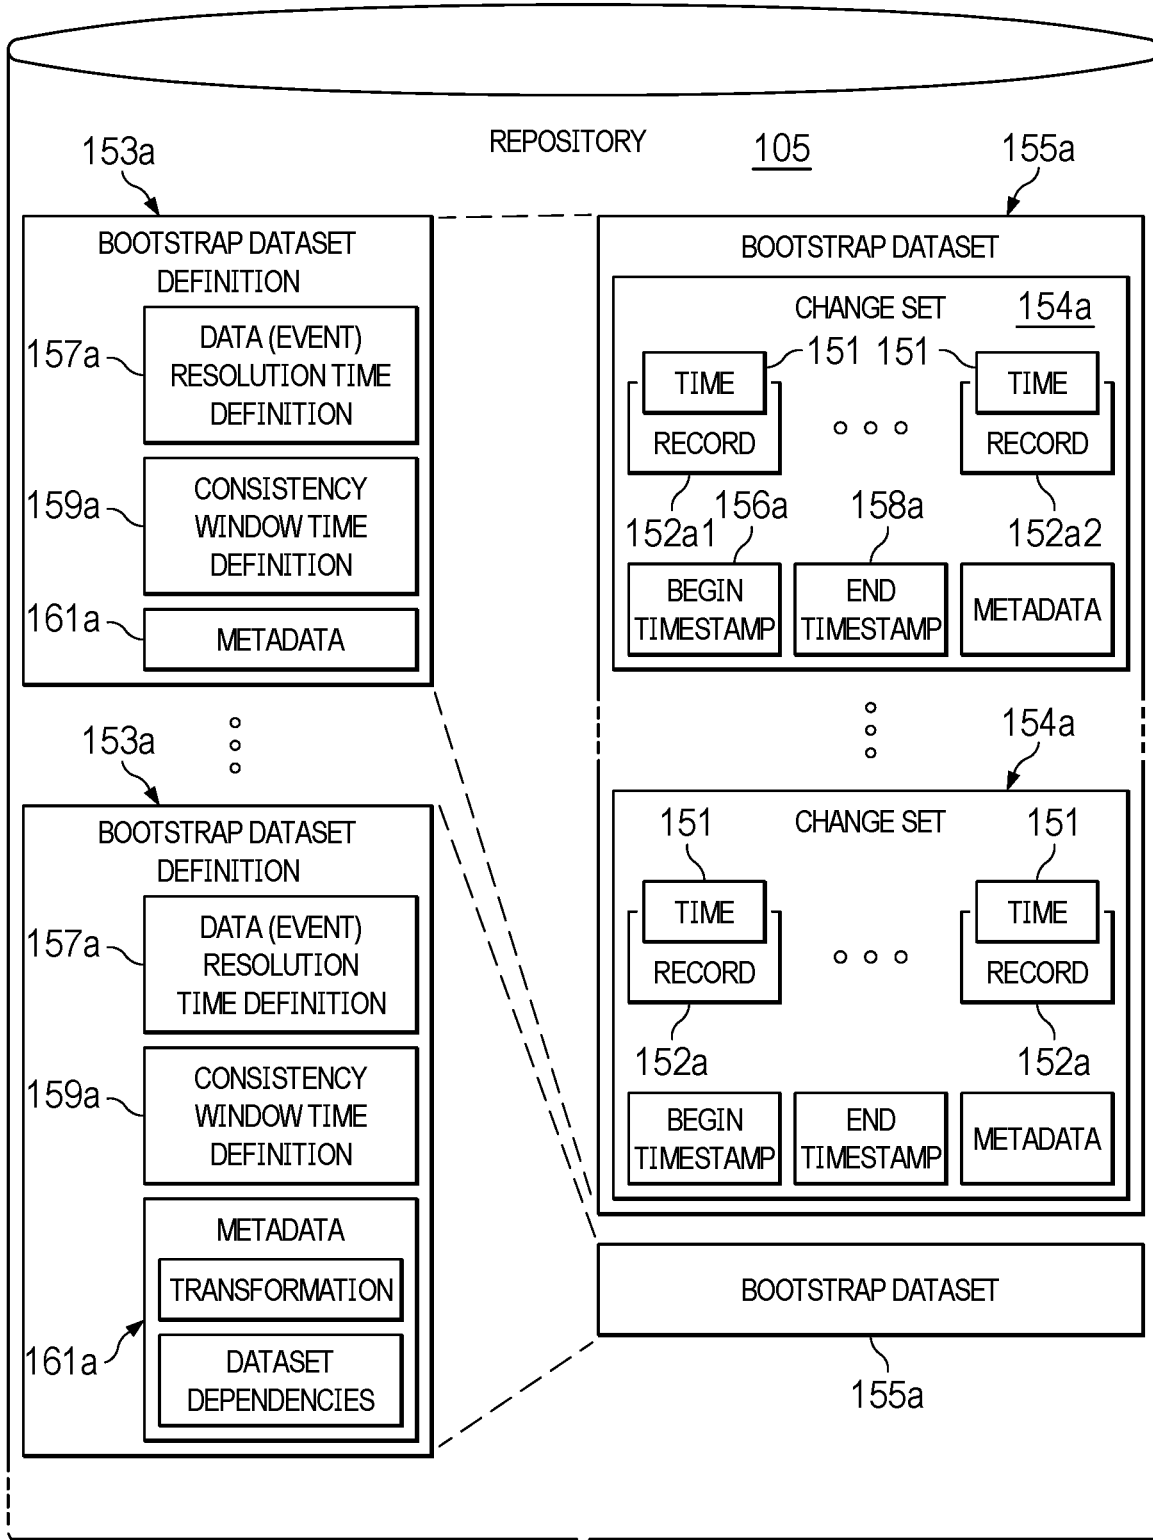 REPOSITORY 105
153a
BOOTSTRAP DATASET
DEFINITION
157a
DATA (EVENT)
RESOLUTION TIME
DEFINITION
159a
CONSISTENCY
WINDOW TIME
DEFINITION
161a
METADATA
153a
BOOTSTRAP DATASET
DEFINITION
157a
DATA (EVENT)
RESOLUTION
TIME DEFINITION
159a
CONSISTENCY
WINDOW TIME
DEFINITION
METADATA
TRANSFORMATION
161a
DATASET
DEPENDENCIES
155a
BOOTSTRAP DATASET
CHANGE SET 154a
151 151
TIME TIME
RECORD RECORD
152a1 156a 158a 152a2
BEGIN
TIMESTAMP
END
TIMESTAMP
METADATA
154a
CHANGE SET
151 151
TIME TIME
RECORD RECORD
152a 152a
BEGIN
TIMESTAMP
END
TIMESTAMP
METADATA
BOOTSTRAP DATASET
155a